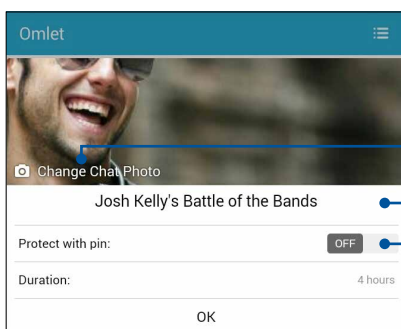 Omlet
Change Chat Photo
Josh Kelly's Battle of the Bands
Protect with pin:
OFF
Duration:
4 hours
OK